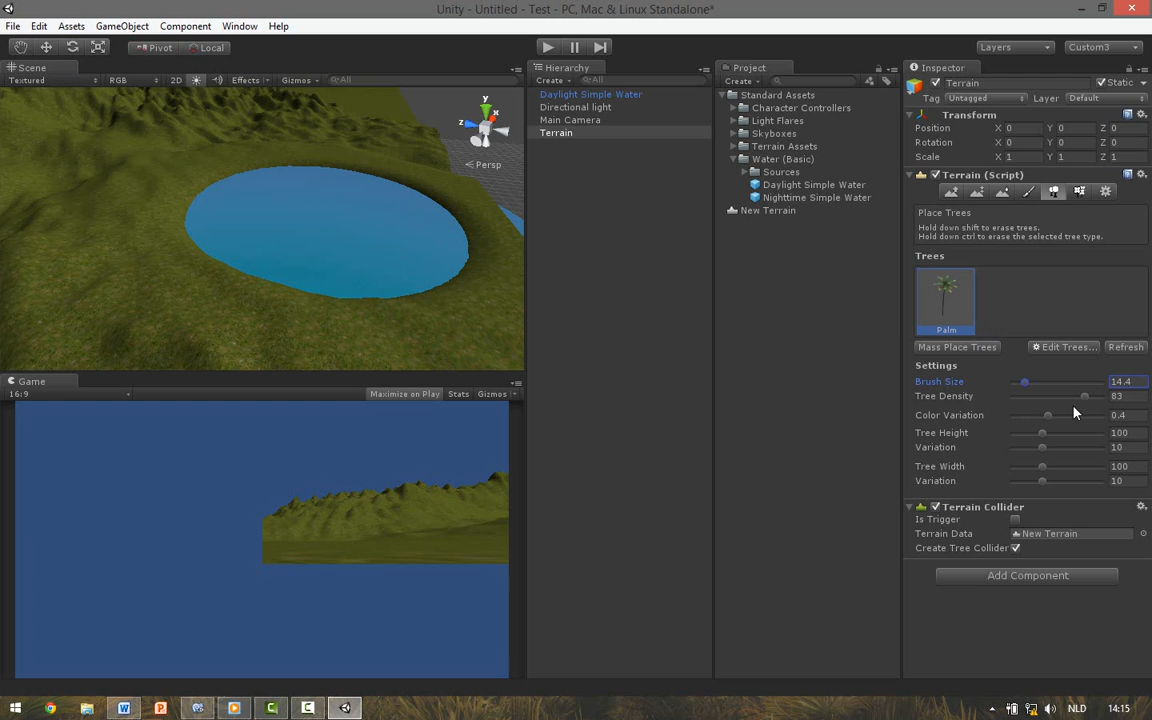 Unity - Untitled - Test - PC, Mac & Linux Standalone*
File Edit Assets GameObject Component Window Help
Pivot Local Layers Custom3
Scene
Textured RGB 2D Effects Gizmos All
y
z
Persp
Game
16:9 Maximize on Play Stats Gizmos
Hierarchy
Create All
Daylight Simple Water
Directional light
Main Camera
Terrain
Project
Create
Standard Assets
Character Controllers
Light Flares
Skyboxes
Terrain Assets
Water (Basic)
Sources
Daylight Simple Water
Nighttime Simple Water
New Terrain
Inspector
Terrain Static
Tag Untagged Layer Default
Transform
Position X 0 Y 0 Z 0
Rotation X 0 Y 0 Z 0
Scale X 1 Y 1 Z 1
Terrain (Script)
Place Trees
Hold down shift to erase trees.
Hold down ctrl to erase the selected tree type.
Trees
Palm
Mass Place Trees Edit Trees... Refresh
Settings
Brush Size 14.4
Tree Density 83
Color Variation 0.4
Tree Height 100
Variation 10
Tree Width 100
Variation 10
Terrain Collider
Is Trigger
Terrain Data New Terrain
Create Tree Collider
Add Component
NLD 14:15